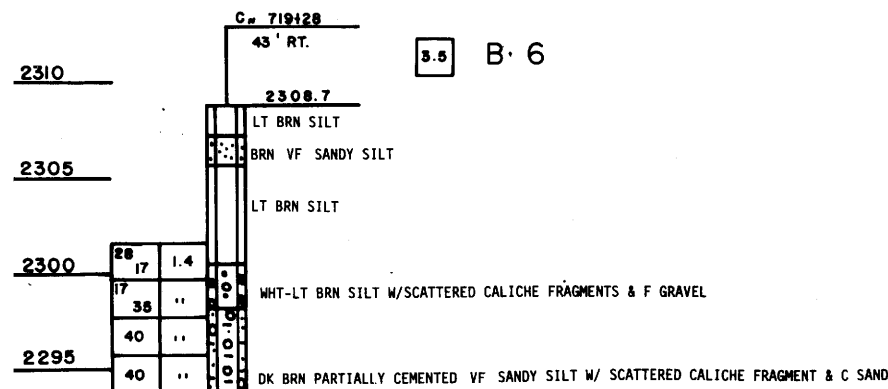 C" 719+28
43' RT.
3.5 B-6
2310
2308.7
LT BRN SILT
BRN VF SANDY SILT
2305
LT BRN SILT
28 17 1.4
2300
17 35 "
WHT-LT BRN SILT W/SCATTERED CALICHE FRAGMENTS & F GRAVEL
40 "
2295
40 "
DK BRN PARTIALLY CEMENTED VF SANDY SILT W/ SCATTERED CALICHE FRAGMENT & C SAND